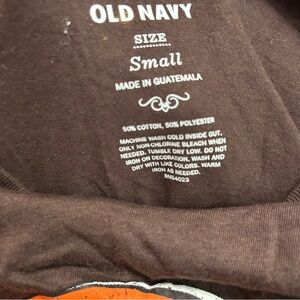 OLD NAVY
SIZE
Small
MADE IN GUATEMALA
50% COTTON, 50% POLYESTER
MACHINE WASH COLD INSIDE OUT.
ONLY NON-CHLORINE BLEACH WHEN
NEEDED. TUMBLE DRY LOW. DO NOT
IRON ON DECORATION. WASH AND
DRY WITH LIKE COLORS. WARM
IRON AS NEEDED.
RN54023